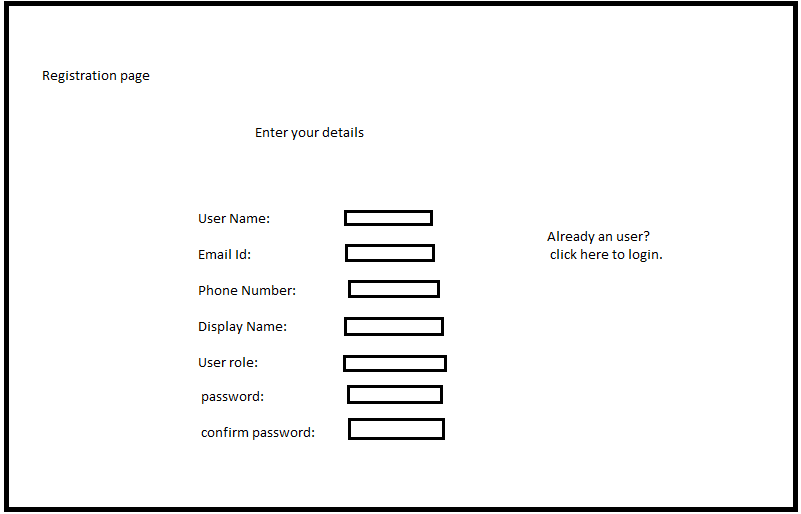 Registration page
Enter your details
User Name:
Already an user?
Email Id:
click here to login.
Phone Number:
Display Name:
User role:
password:
confirm password: